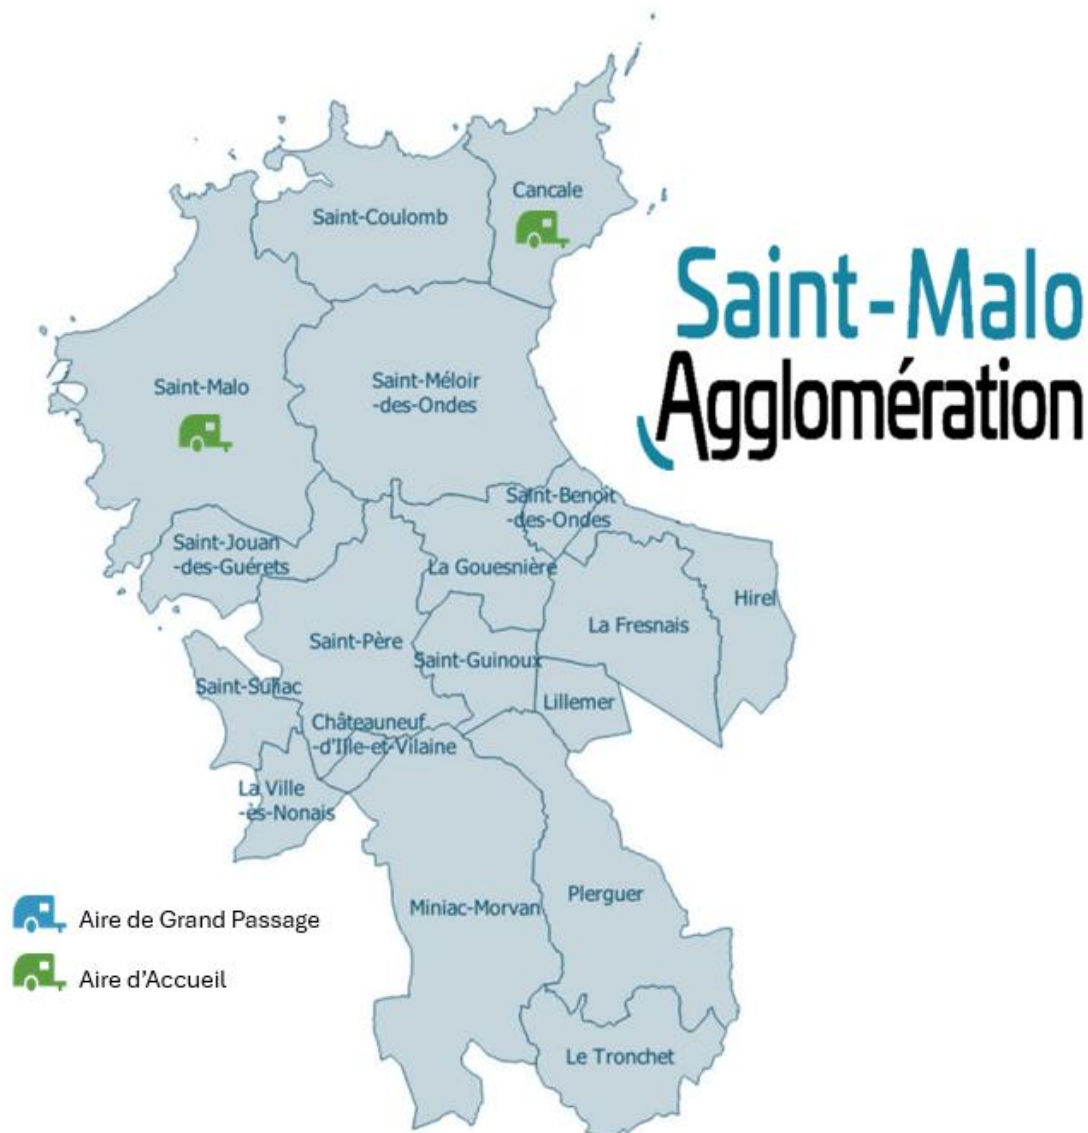 Cancale
Saint-Coulomb
Saint-Malo
Agglomération
Saint-Malo
Saint-Méloir
-des-Ondes
Saint-Benoit
-des-Ondes
Saint-Jouan
-des-Guérets
La Gouesnière
Hirel
La Fresnais
Saint-Père
Saint-Guinoux
Saint-Suliac
Lillemer
Châteauneuf
-d'Ille-et-Vilaine
La Ville
-ès-Nonais
Plerguer
Miniac-Morvan
Aire de Grand Passage
Aire d'Accueil
Le Tronchet